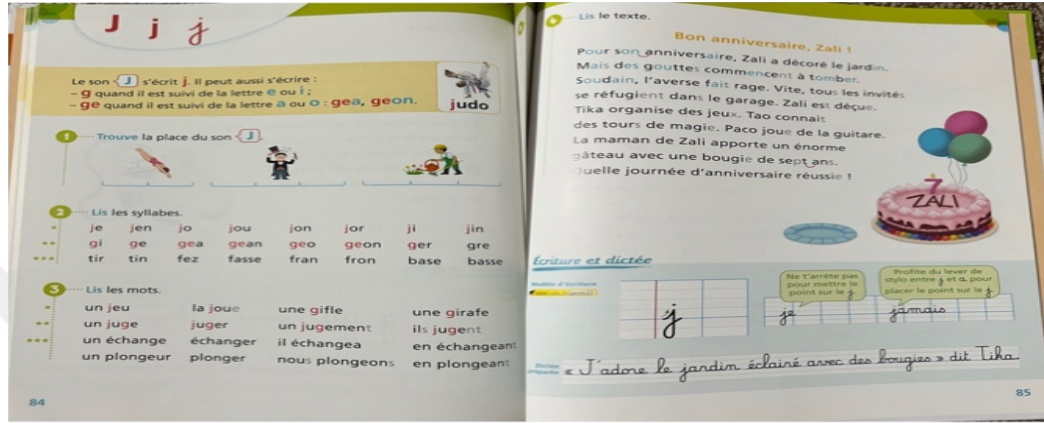 J j j
Le son J s'écrit j. Il peut aussi s'écrire :
– g quand il est suivi de la lettre e ou i ;
– ge quand il est suivi de la lettre a ou o : gea, geon.
judo
1 Trouve la place du son J.
2 Lis les syllabes.
je jen jo jou jon jor ji jin
gi ge gea gean geo geon ger gre
tir tin fez fasse fran fron base basse
3 Lis les mots.
un jeu la joue une gifle une girafe
un juge juger un jugement ils jugent
un échange échanger il échangea en échangeant
un plongeur plonger nous plongeons en plongeant
84
Lis le texte.
Bon anniversaire, Zali !
Pour son anniversaire, Zali a décoré le jardin.
Mais des gouttes commencent à tomber.
Soudain, l'averse fait rage. Vite, tous les invités
se réfugient dans le garage. Zali est déçue.
Tika organise des jeux. Tao connait
des tours de magie. Paco joue de la guitare.
La maman de Zali apporte un énorme
gâteau avec une bougie de sept ans.
Quelle journée d'anniversaire réussie !
7
ZALI
Écriture et dictée
Modèle d'écriture
j
Ne t'arrête pas
pour mettre le
point sur le j.
je
Profite du lever de
stylo entre j et a pour
placer le point sur le j.
jamais
Dictée
préparée
« J'adore le jardin éclairé avec des bougies » dit Tika.
85